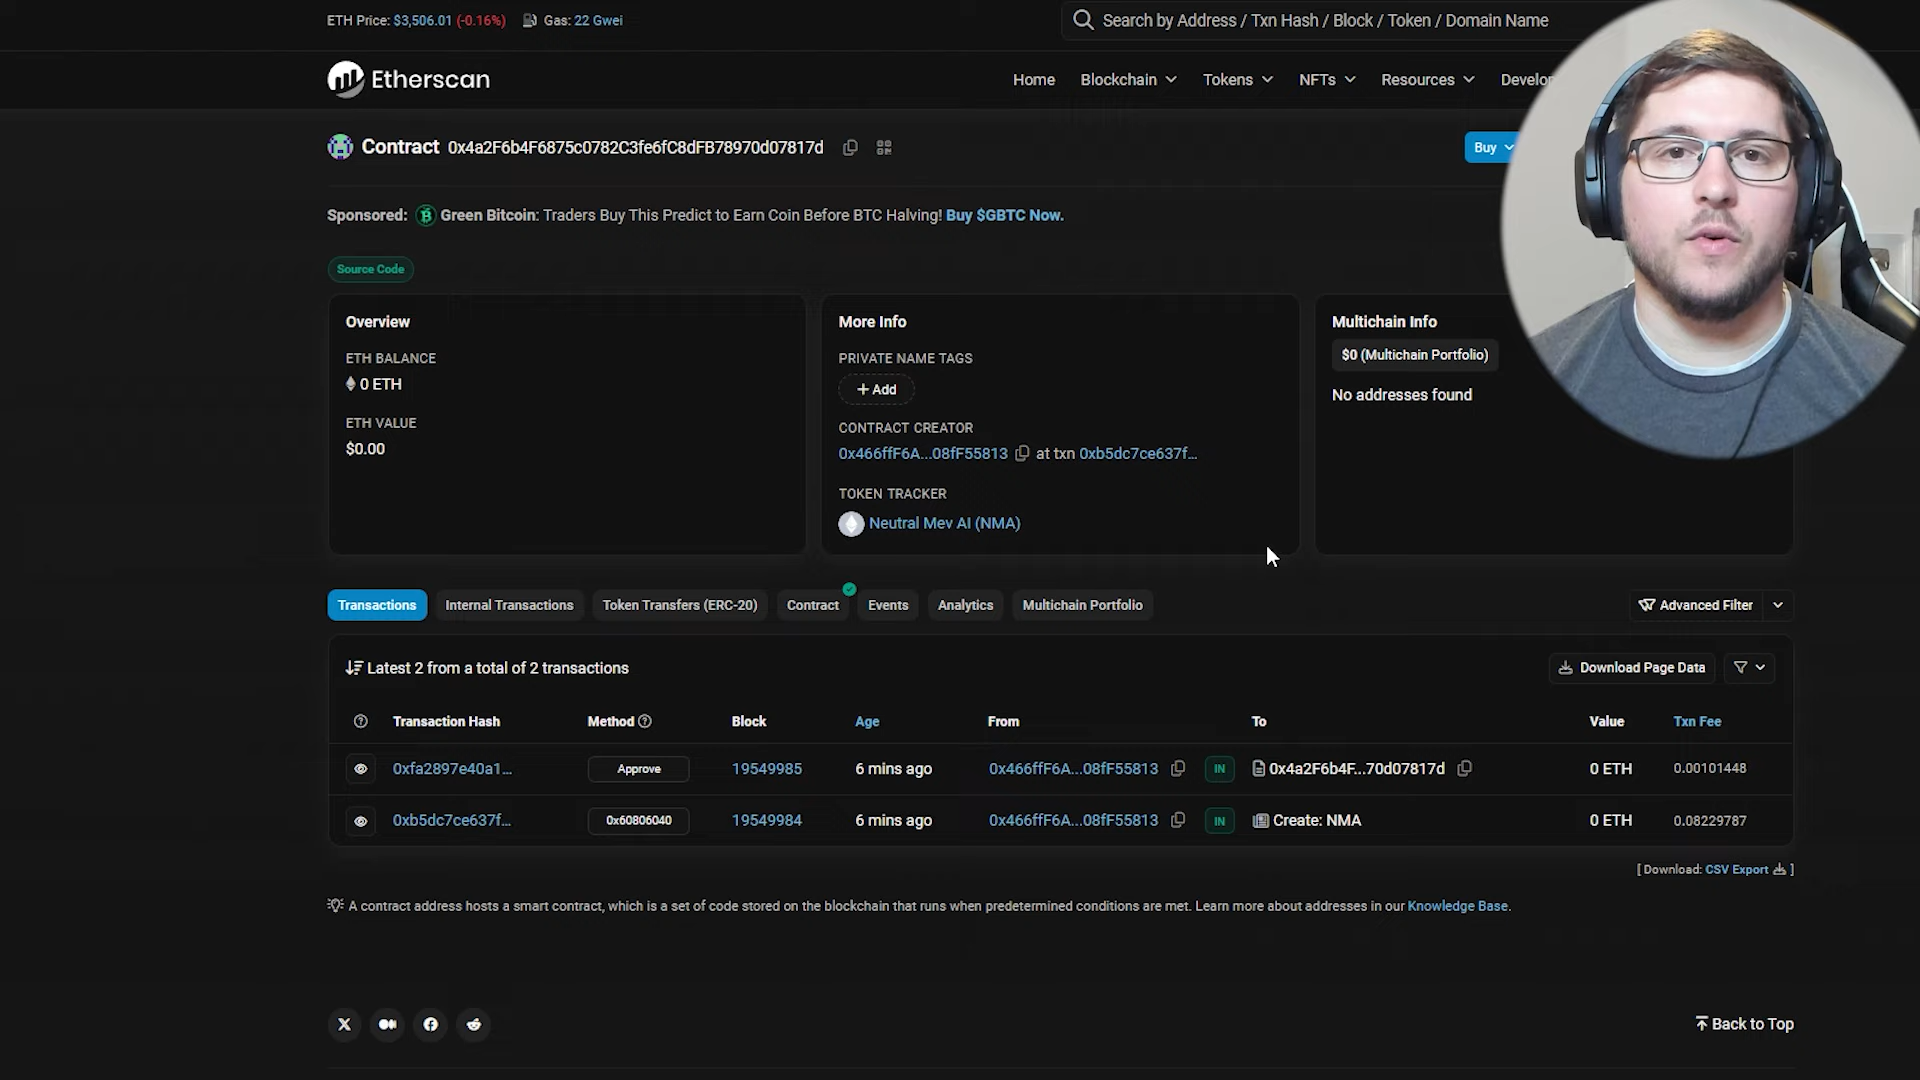 ETH Price: $3,506.01 (-0.16%) Gas: 22 Gwei
Search by Address / Txn Hash / Block / Token / Domain Name
Etherscan
Home Blockchain Tokens NFTs Resources
Contract 0x4a2F6b4F6875c0782C3fe6fC8dFB78970d07817d
Buy
Sponsored: Green Bitcoin: Traders Buy This Predict to Earn Coin Before BTC Halving! Buy $GBTC Now.
Source Code
Overview
ETH BALANCE
0 ETH
ETH VALUE
$0.00
More Info
PRIVATE NAME TAGS
+ Add
CONTRACT CREATOR
0x466ffF6A...08fF55813 at txn 0xb5dc7ce637f...
TOKEN TRACKER
Neutral Mev AI (NMA)
Multichain Info
$0 (Multichain Portfolio)
No addresses found
Transactions Internal Transactions Token Transfers (ERC-20) Contract Events Analytics Multichain Portfolio
Advanced Filter
Latest 2 from a total of 2 transactions
Download Page Data
Transaction Hash Method Block Age From To Value Txn Fee
0xfa2897e40a1... Approve 19549985 6 mins ago 0x466ffF6A...08fF55813 IN 0x4a2F6b4F...70d07817d 0 ETH 0.00101448
0xb5dc7ce637f... 0x60806040 19549984 6 mins ago 0x466ffF6A...08fF55813 IN Create: NMA 0 ETH 0.08229787
[ Download: CSV Export ]
A contract address hosts a smart contract, which is a set of code stored on the blockchain that runs when predetermined conditions are met. Learn more about addresses in our Knowledge Base.
Back to Top